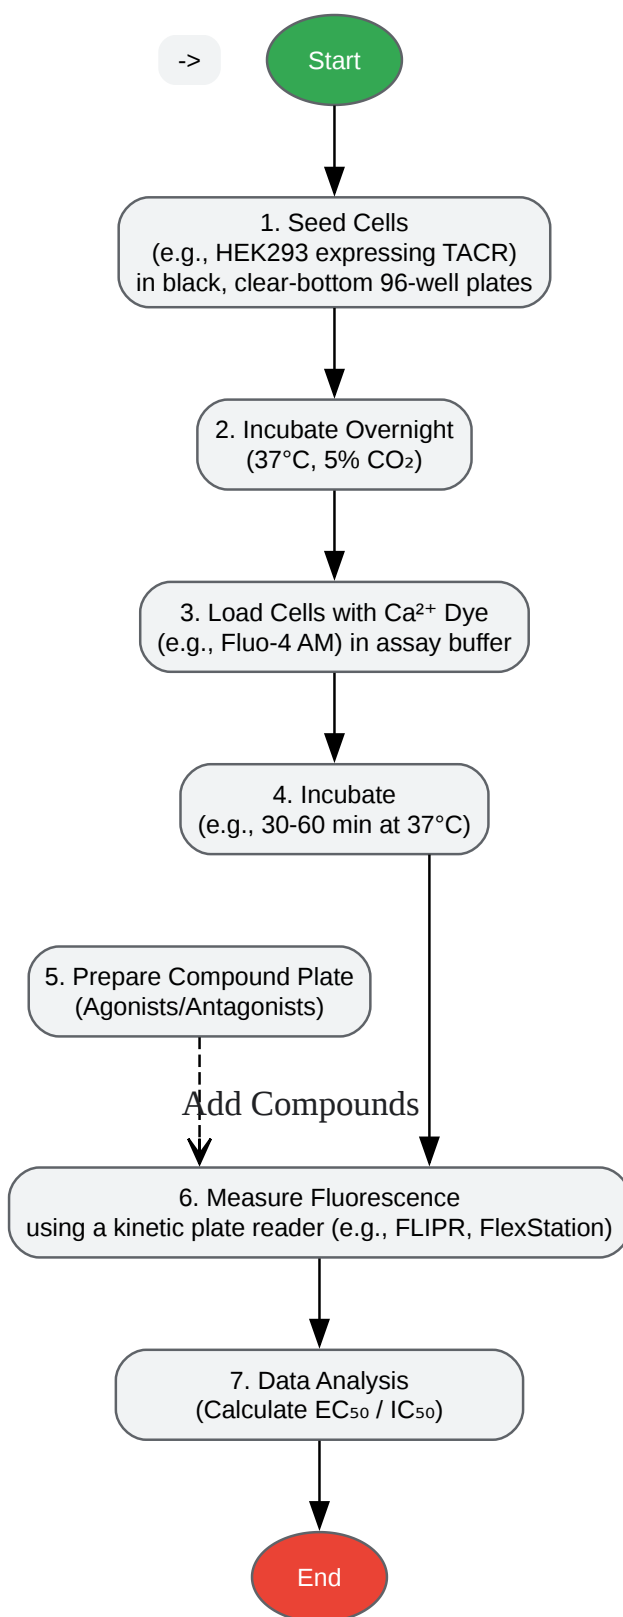 ->
Start
1. Seed Cells
(e.g., HEK293 expressing TACR)
in black, clear-bottom 96-well plates
2. Incubate Overnight
(37°C, 5% CO₂)
3. Load Cells with Ca²⁺ Dye
(e.g., Fluo-4 AM) in assay buffer
4. Incubate
(e.g., 30-60 min at 37°C)
5. Prepare Compound Plate
(Agonists/Antagonists)
Add Compounds
6. Measure Fluorescence
using a kinetic plate reader (e.g., FLIPR, FlexStation)
7. Data Analysis
(Calculate EC₅₀ / IC₅₀)
End